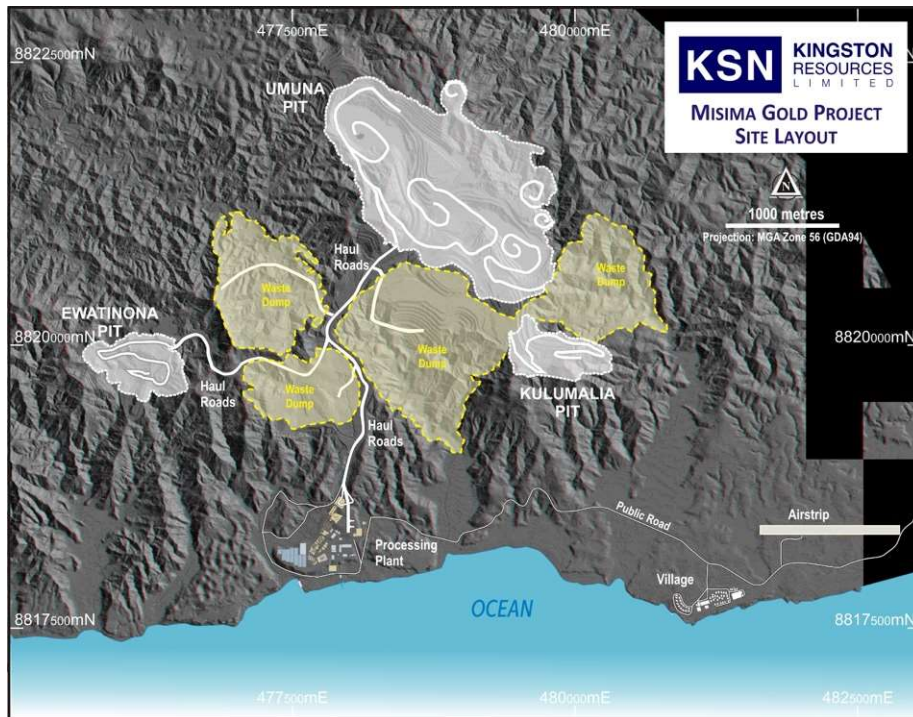 477500mE
480000mE
8822500mN
KSN
KINGSTON
RESOURCES
LIMITED
MISIMA GOLD PROJECT
SITE LAYOUT
UMUNA
PIT
N
1000 metres
Projection: MGA Zone 56 (GDA94)
Haul
Roads
Waste
Dump
Waste
Dump
EWATINONA
PIT
8820000mN
8820000mN
Waste
Dump
Haul
Roads
Waste
Dump
KULUMALIA
PIT
Haul
Roads
Public Road
Airstrip
Processing
Plant
Village
OCEAN
8817500mN
8817500mN
477500mE
480000mE
482500mE